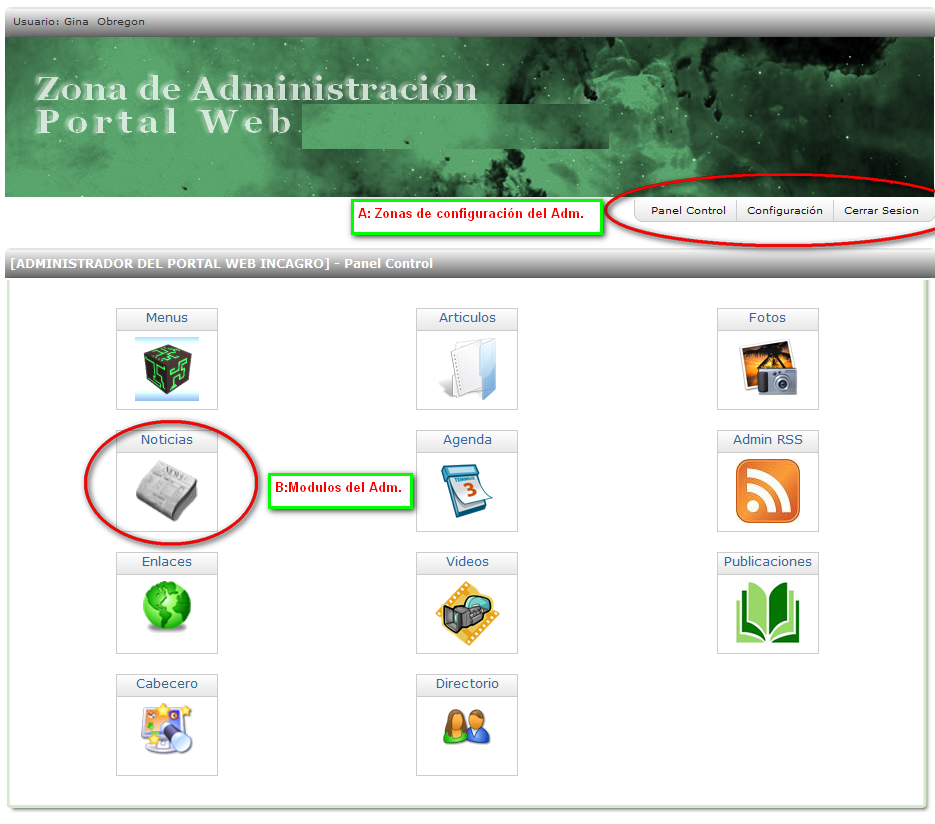 Usuario: Gina Obregon
Zona de Administración
Portal Web
A: Zonas de configuración del Adm.
Panel Control Configuración Cerrar Sesion
[ADMINISTRADOR DEL PORTAL WEB INCAGRO] - Panel Control
Menus Articulos Fotos
Noticias Agenda Admin RSS
3
B:Modulos del Adm.
Enlaces Videos Publicaciones
Cabecero Directorio